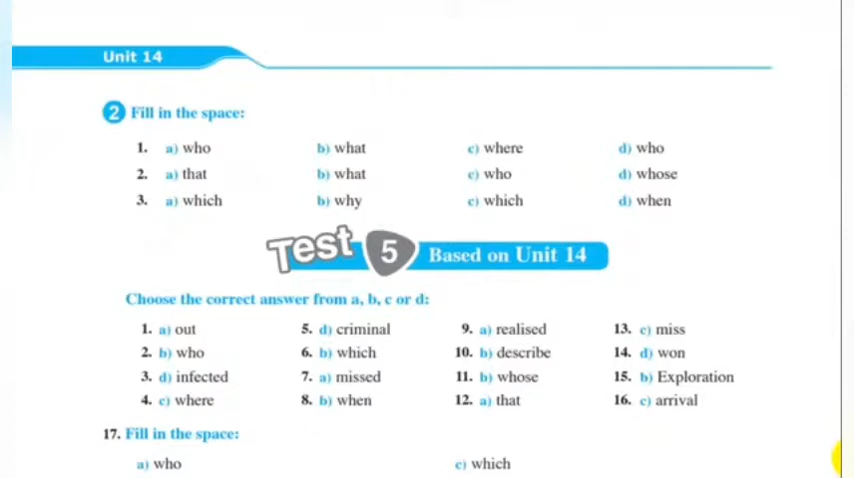 Unit 14
2 Fill in the space:
1. a) who b) what c) where d) who
2. a) that b) what c) who d) whose
3. a) which b) why c) which d) when
Test 5 Based on Unit 14
Choose the correct answer from a, b, c or d:
1. a) out 5. d) criminal 9. a) realised 13. c) miss
2. b) who 6. b) which 10. b) describe 14. d) won
3. d) infected 7. a) missed 11. b) whose 15. b) Exploration
4. c) where 8. b) when 12. a) that 16. c) arrival
17. Fill in the space:
a) who c) which